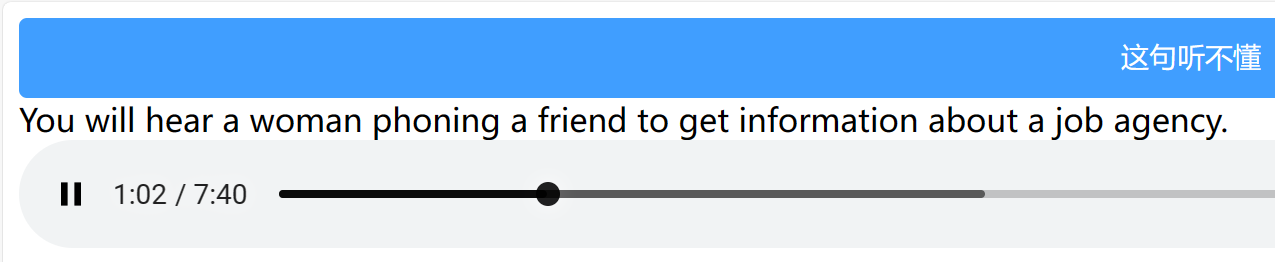 这句听不懂
You will hear a woman phoning a friend to get information about a job agency.
1:02 / 7:40